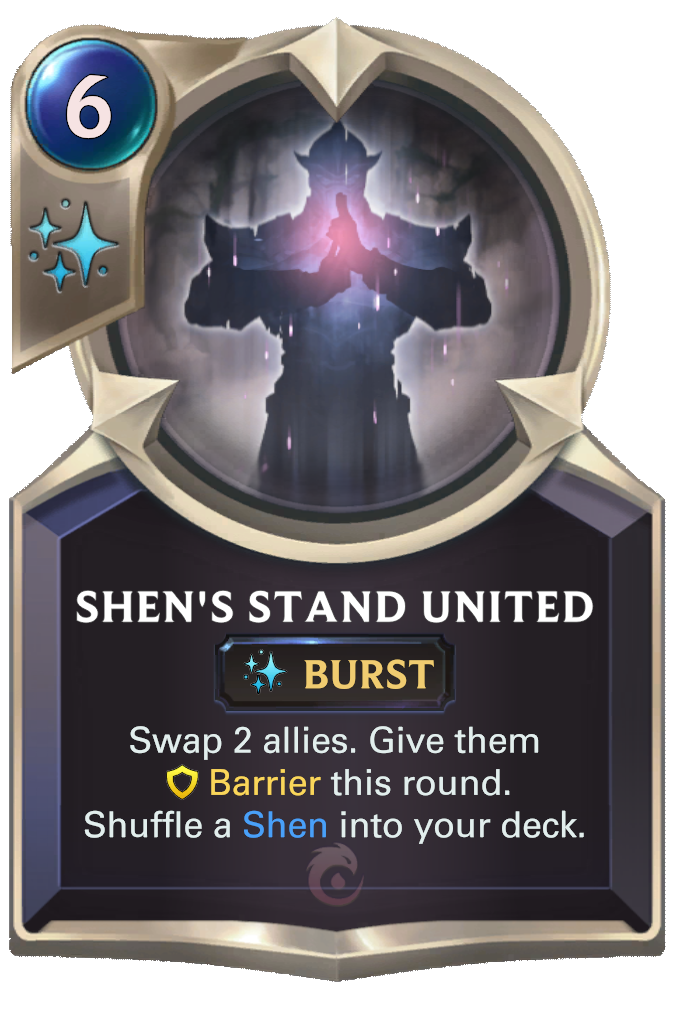 6
SHEN'S STAND UNITED
BURST
Swap 2 allies. Give them
Barrier this round.
Shuffle a Shen into your deck.